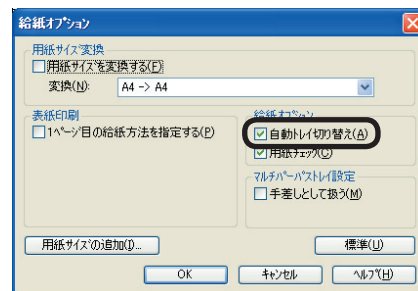 給紙オプション
用紙サイズ変換
用紙サイズを変換する(F)
変換(N): A4 -> A4
表紙印刷
1ページ目の給紙方法を指定する(P)
給紙オプション
自動トレイ切り替え(A)
用紙チェック(C)
マルチパーパストレイ設定
手差しとして扱う(M)
用紙サイズの追加(I)...
標準(U)
OK
キャンセル
ヘルプ(H)